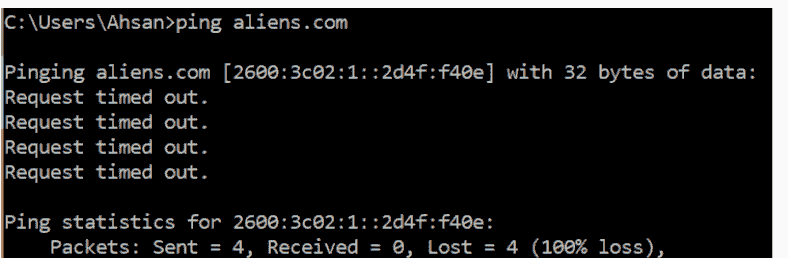 C:\Users\Ahsan>ping aliens.com
Pinging aliens.com [2600:3c02:1::2d4f:f40e] with 32 bytes of data:
Request timed out.
Request timed out.
Request timed out.
Request timed out.
Ping statistics for 2600:3c02:1::2d4f:f40e:
    Packets: Sent = 4, Received = 0, Lost = 4 (100% loss),